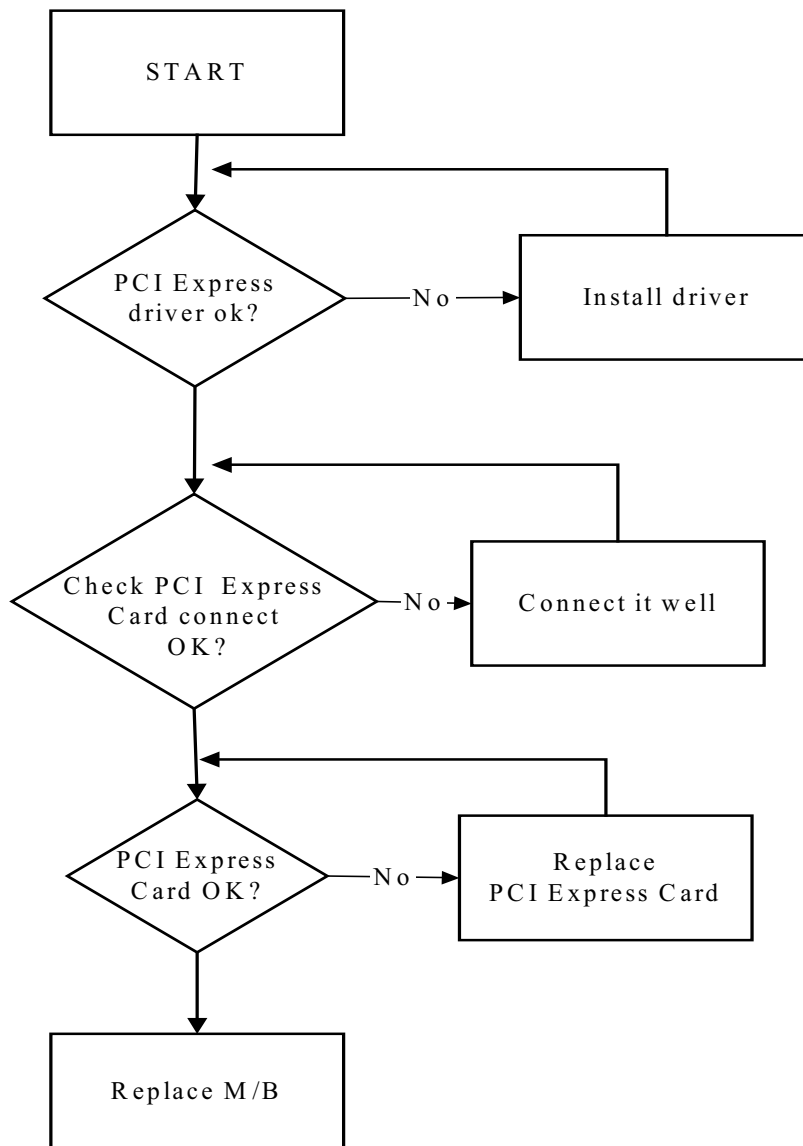 START
PCI Express
driver ok?
No
Install driver
Check PCI Express
Card connect
OK?
No
Connect it well
PCI Express
Card OK?
No
Replace
PCI Express Card
Replace M/B